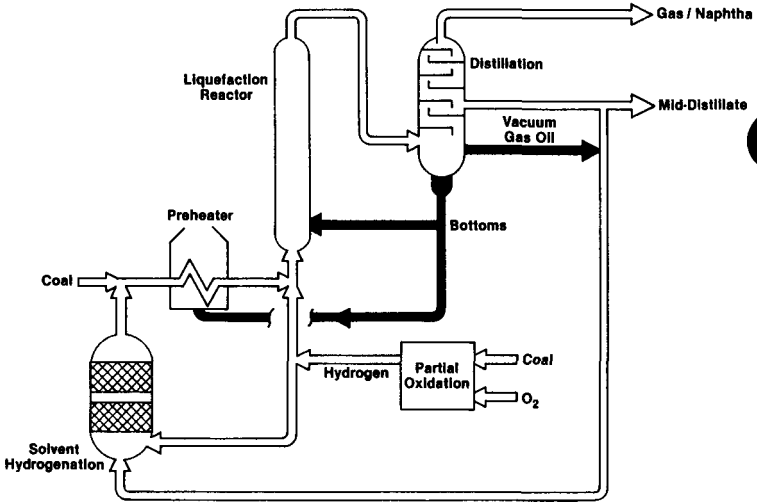 Gas / Naphtha
Liquefaction
Reactor
Distillation
Mid-Distillate
Vacuum
Gas Oil
Preheater
Bottoms
Coal
Hydrogen
Partial
Oxidation
Coal
O2
Solvent
Hydrogenation